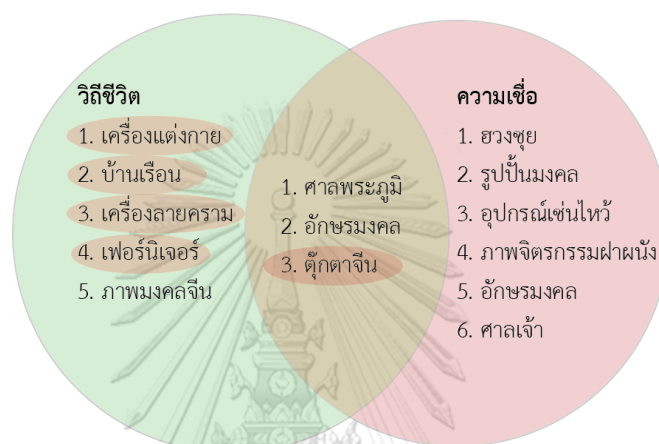 วิถีชีวิต
1. เครื่องแต่งกาย
2. บ้านเรือน
3. เครื่องลายคราม
4. เฟอร์นิเจอร์
5. ภาพมงคลจีน
1. ศาลพระภูมิ
2. อักษรมงคล
3. ตุ๊กตาจีน
ความเชื่อ
1. ฮวงซุย
2. รูปปั้นมงคล
3. อุปกรณ์เซ่นไหว้
4. ภาพจิตรกรรมฝาผนัง
5. อักษรมงคล
6. ศาลเจ้า